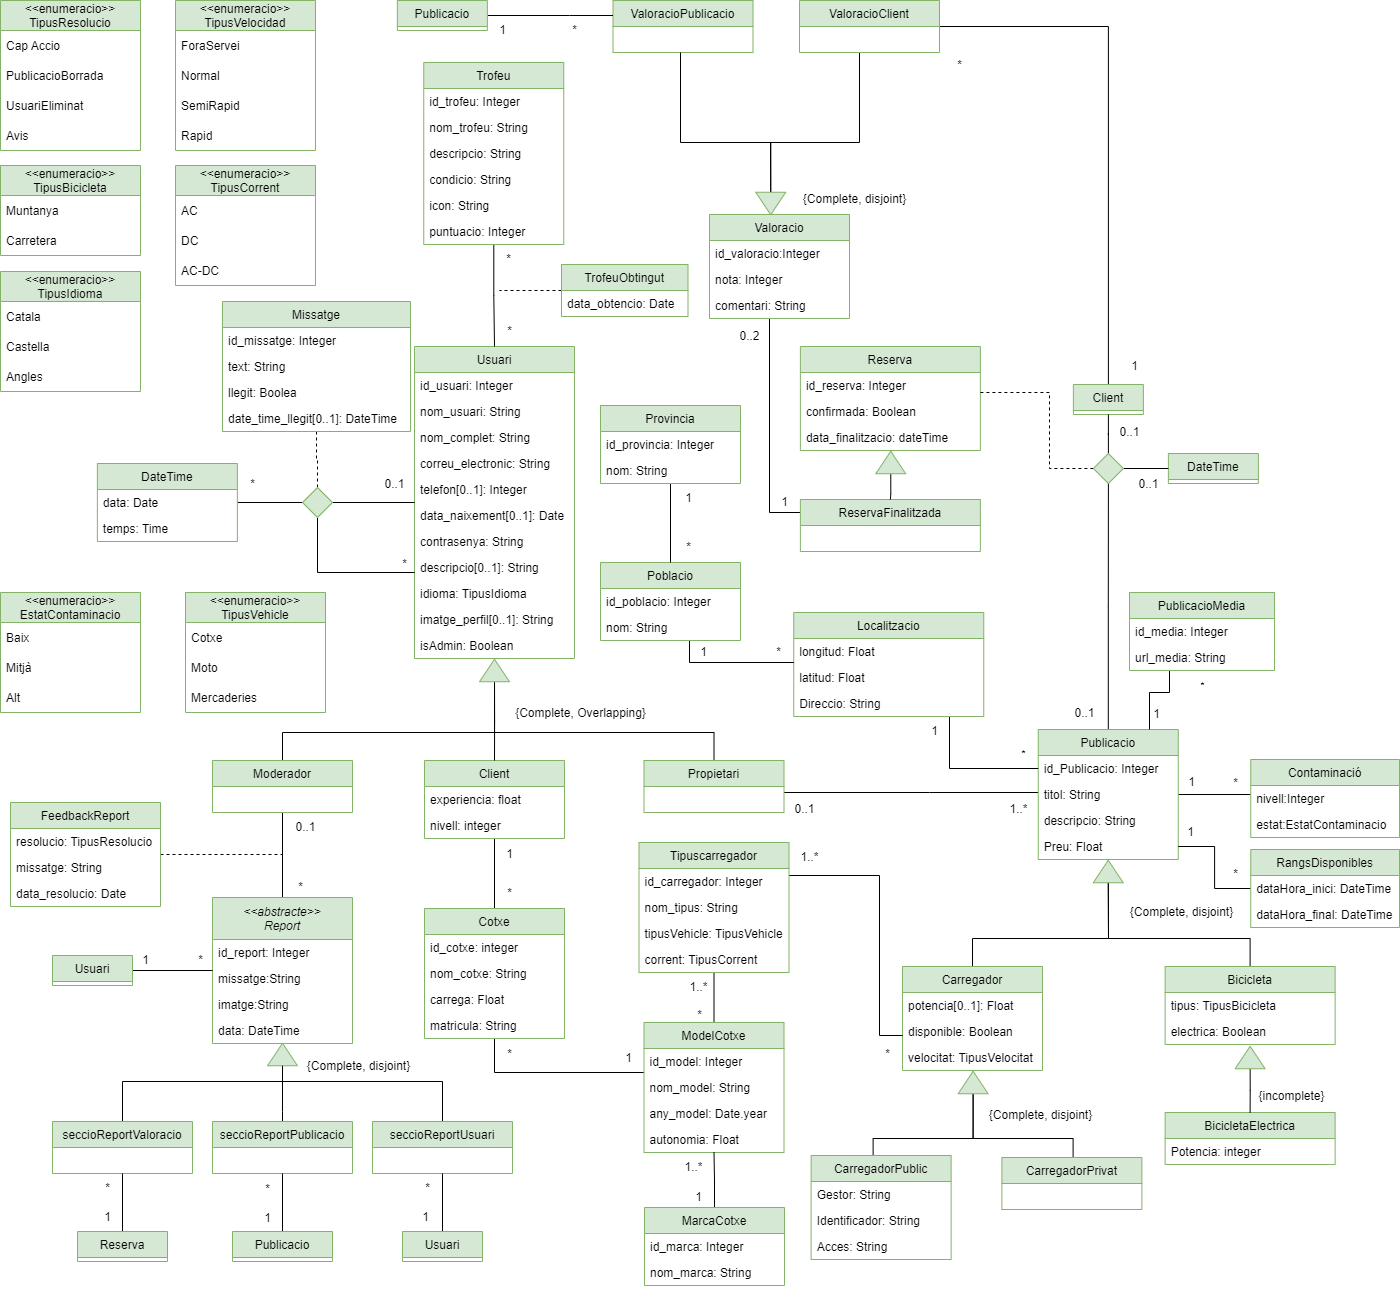 <<enumeracio>>
TipusResolucio
Cap Accio
PublicacioBorrada
UsuariEliminat
Avis
<<enumeracio>>
TipusVelocidad
ForaServei
Normal
SemiRapid
Rapid
<<enumeracio>>
TipusBicicleta
Muntanya
Carretera
<<enumeracio>>
TipusCorrent
AC
DC
AC-DC
<<enumeracio>>
TipusIdioma
Catala
Castella
Angles
Publicacio
1
*
ValoracioPublicacio
ValoracioClient
*
Trofeu
id_trofeu: Integer
nom_trofeu: String
descripcio: String
condicio: String
icon: String
puntuacio: Integer
*
*
TrofeuObtingut
data_obtencio: Date
{Complete, disjoint}
Valoracio
id_valoracio:Integer
nota: Integer
comentari: String
0..2
1
Missatge
id_missatge: Integer
text: String
llegit: Boolea
date_time_llegit[0..1]: DateTime
DateTime
data: Date
temps: Time
*
0..1
*
Usuari
id_usuari: Integer
nom_usuari: String
nom_complet: String
correu_electronic: String
telefon[0..1]: Integer
data_naixement[0..1]: Date
contrasenya: String
descripcio[0..1]: String
idioma: TipusIdioma
imatge_perfil[0..1]: String
isAdmin: Boolean
Reserva
id_reserva: Integer
confirmada: Boolean
data_finalitzacio: dateTime
ReservaFinalitzada
1
Client
0..1
0..1
DateTime
0..1
Provincia
id_provincia: Integer
nom: String
1
*
Poblacio
id_poblacio: Integer
nom: String
1
*
Localitzacio
longitud: Float
latitud: Float
Direccio: String
1
*
PublicacioMedia
id_media: Integer
url_media: String
*
1
<<enumeracio>>
EstatContaminacio
Baix
Mitjà
Alt
<<enumeracio>>
TipusVehicle
Cotxe
Moto
Mercaderies
{Complete, Overlapping}
Publicacio
id_Publicacio: Integer
titol: String
descripcio: String
Preu: Float
1
*
Contaminació
nivell:Integer
estat:EstatContaminacio
1
*
RangsDisponibles
dataHora_inici: DateTime
dataHora_final: DateTime
Moderador
0..1
*
Client
experiencia: float
nivell: integer
1
*
Propietari
0..1
1..*
FeedbackReport
resolucio: TipusResolucio
missatge: String
data_resolucio: Date
Tipuscarregador
id_carregador: Integer
nom_tipus: String
tipusVehicle: TipusVehicle
corrent: TipusCorrent
1..*
*
1..*
*
{Complete, disjoint}
<<abstracte>>
Report
id_report: Integer
missatge:String
imatge:String
data: DateTime
Usuari
1
*
Cotxe
id_cotxe: integer
nom_cotxe: String
carrega: Float
matricula: String
*
1
Carregador
potencia[0..1]: Float
disponible: Boolean
velocitat: TipusVelocitat
Bicicleta
tipus: TipusBicicleta
electrica: Boolean
ModelCotxe
id_model: Integer
nom_model: String
any_model: Date.year
autonomia: Float
1..*
1
{Complete, disjoint}
{Complete, disjoint}
{incomplete}
BicicletaElectrica
Potencia: integer
seccioReportValoracio
seccioReportPublicacio
seccioReportUsuari
*
1
*
1
*
1
CarregadorPublic
Gestor: String
Identificador: String
Acces: String
CarregadorPrivat
MarcaCotxe
id_marca: Integer
nom_marca: String
Reserva
Publicacio
Usuari